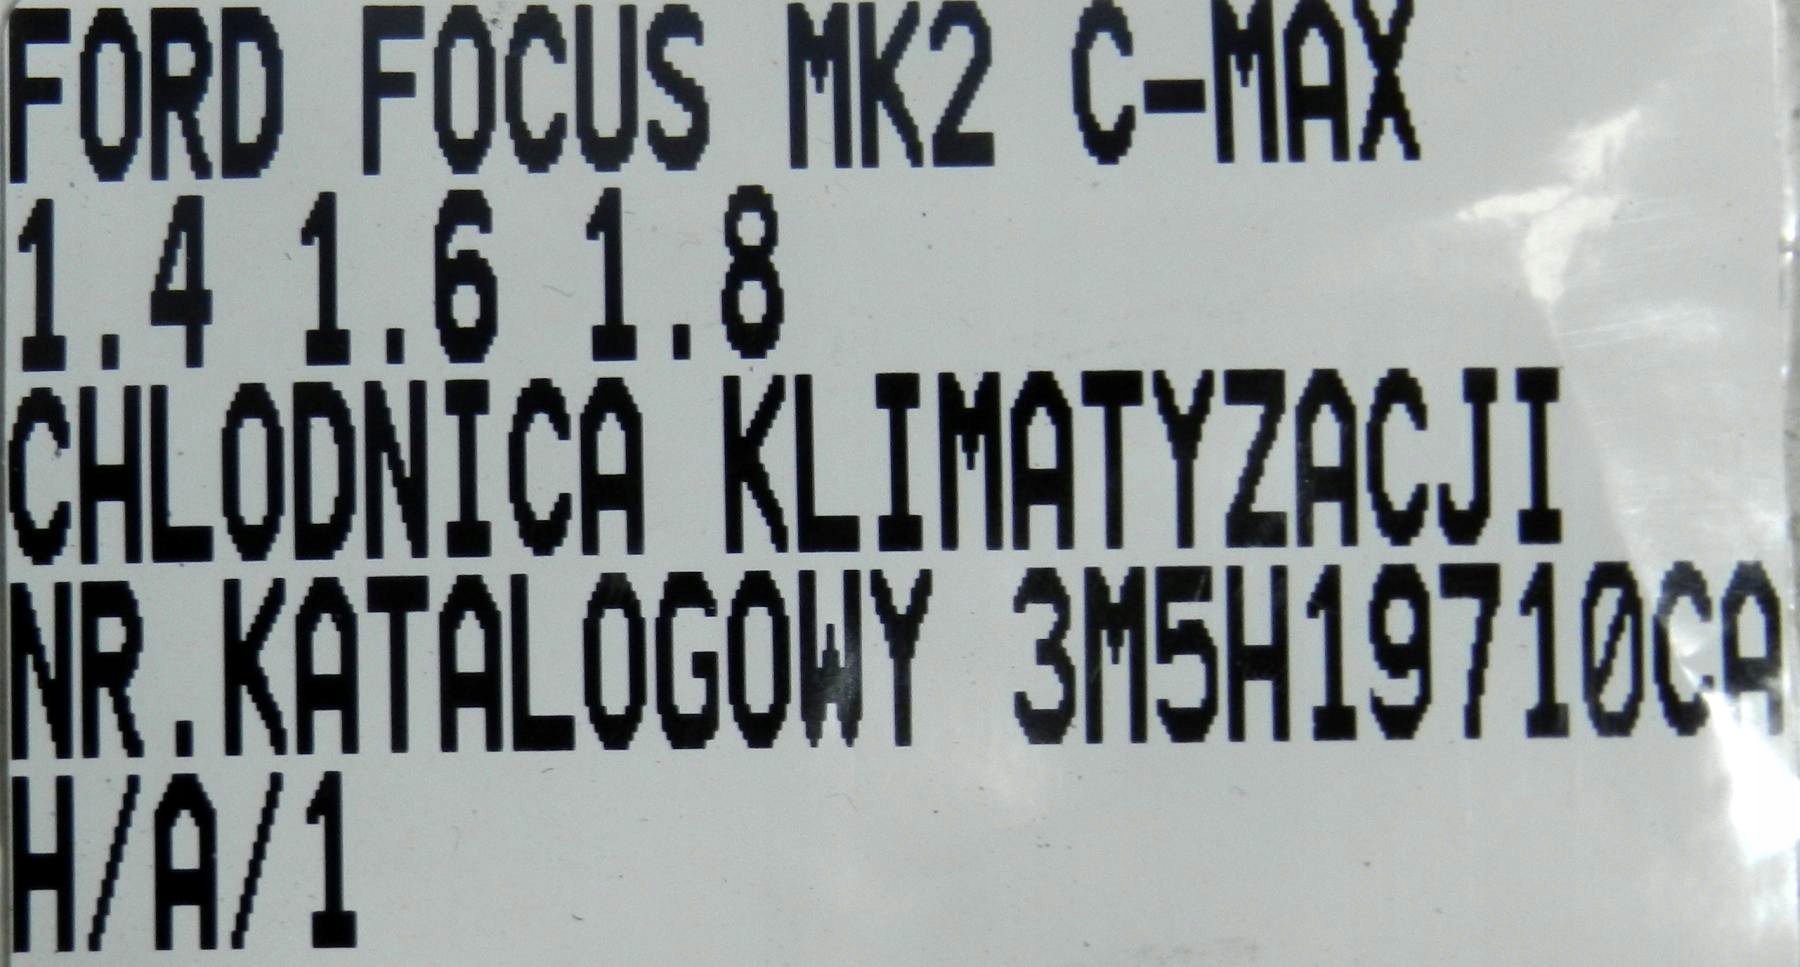 FORD FOCUS MK2 C-MAX
1.4 1.6 1.8
CHLODNICA KLIMATYZACJI
NR.KATALOGOWY 3M5H19710CA
H/A/1